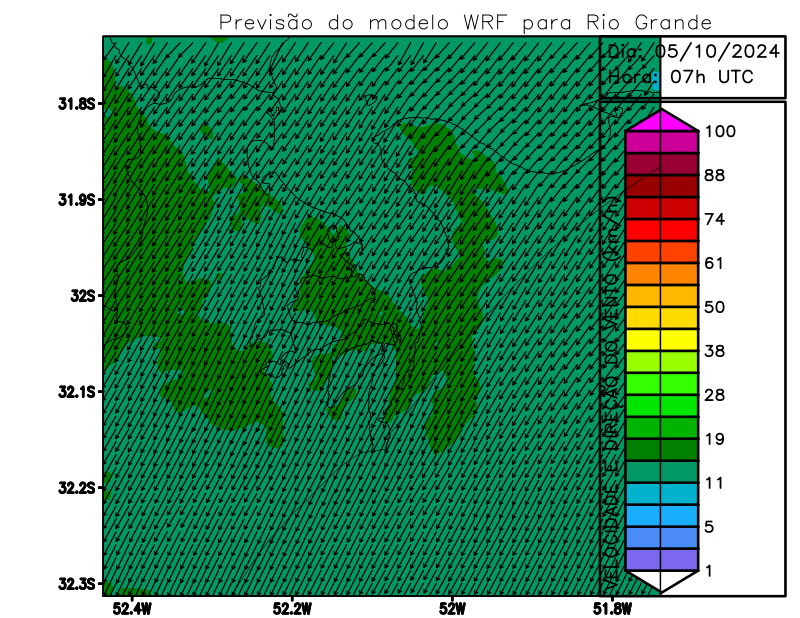 Previsão do modelo WRF para Rio Grande
Dia: 05/10/2024
Hora: 07h UTC
31.8S
31.9S
32S
32.1S
32.2S
32.3S
52.4W
52.2W
52W
51.8W
VELOCIDADE E DIREÇÃO DO VENTO (km/h)
100
88
74
61
50
38
28
19
11
5
1